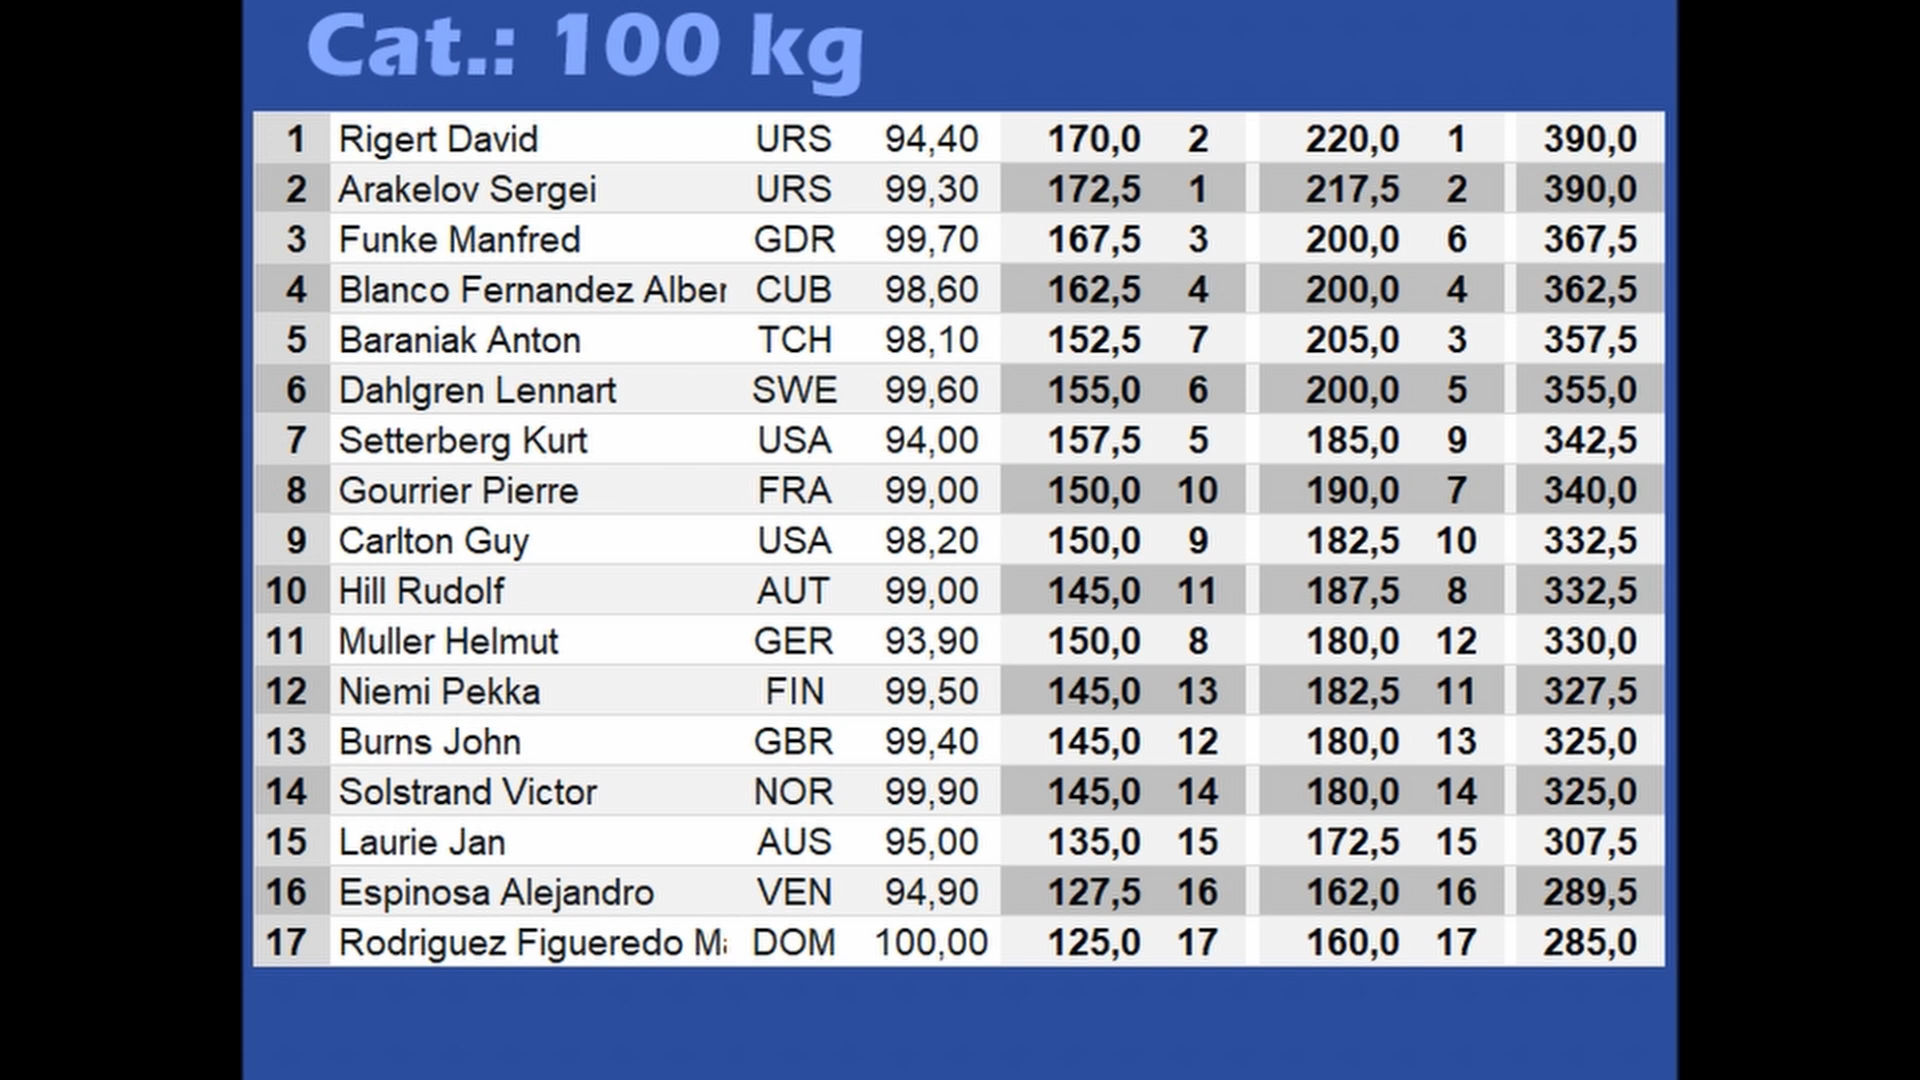 Cat.: 100 kg
1 Rigert David URS 94,40 170,0 2 220,0 1 390,0
2 Arakelov Sergei URS 99,30 172,5 1 217,5 2 390,0
3 Funke Manfred GDR 99,70 167,5 3 200,0 6 367,5
4 Blanco Fernandez Alber CUB 98,60 162,5 4 200,0 4 362,5
5 Baraniak Anton TCH 98,10 152,5 7 205,0 3 357,5
6 Dahlgren Lennart SWE 99,60 155,0 6 200,0 5 355,0
7 Setterberg Kurt USA 94,00 157,5 5 185,0 9 342,5
8 Gourrier Pierre FRA 99,00 150,0 10 190,0 7 340,0
9 Carlton Guy USA 98,20 150,0 9 182,5 10 332,5
10 Hill Rudolf AUT 99,00 145,0 11 187,5 8 332,5
11 Muller Helmut GER 93,90 150,0 8 180,0 12 330,0
12 Niemi Pekka FIN 99,50 145,0 13 182,5 11 327,5
13 Burns John GBR 99,40 145,0 12 180,0 13 325,0
14 Solstrand Victor NOR 99,90 145,0 14 180,0 14 325,0
15 Laurie Jan AUS 95,00 135,0 15 172,5 15 307,5
16 Espinosa Alejandro VEN 94,90 127,5 16 162,0 16 289,5
17 Rodriguez Figueredo M DOM 100,00 125,0 17 160,0 17 285,0